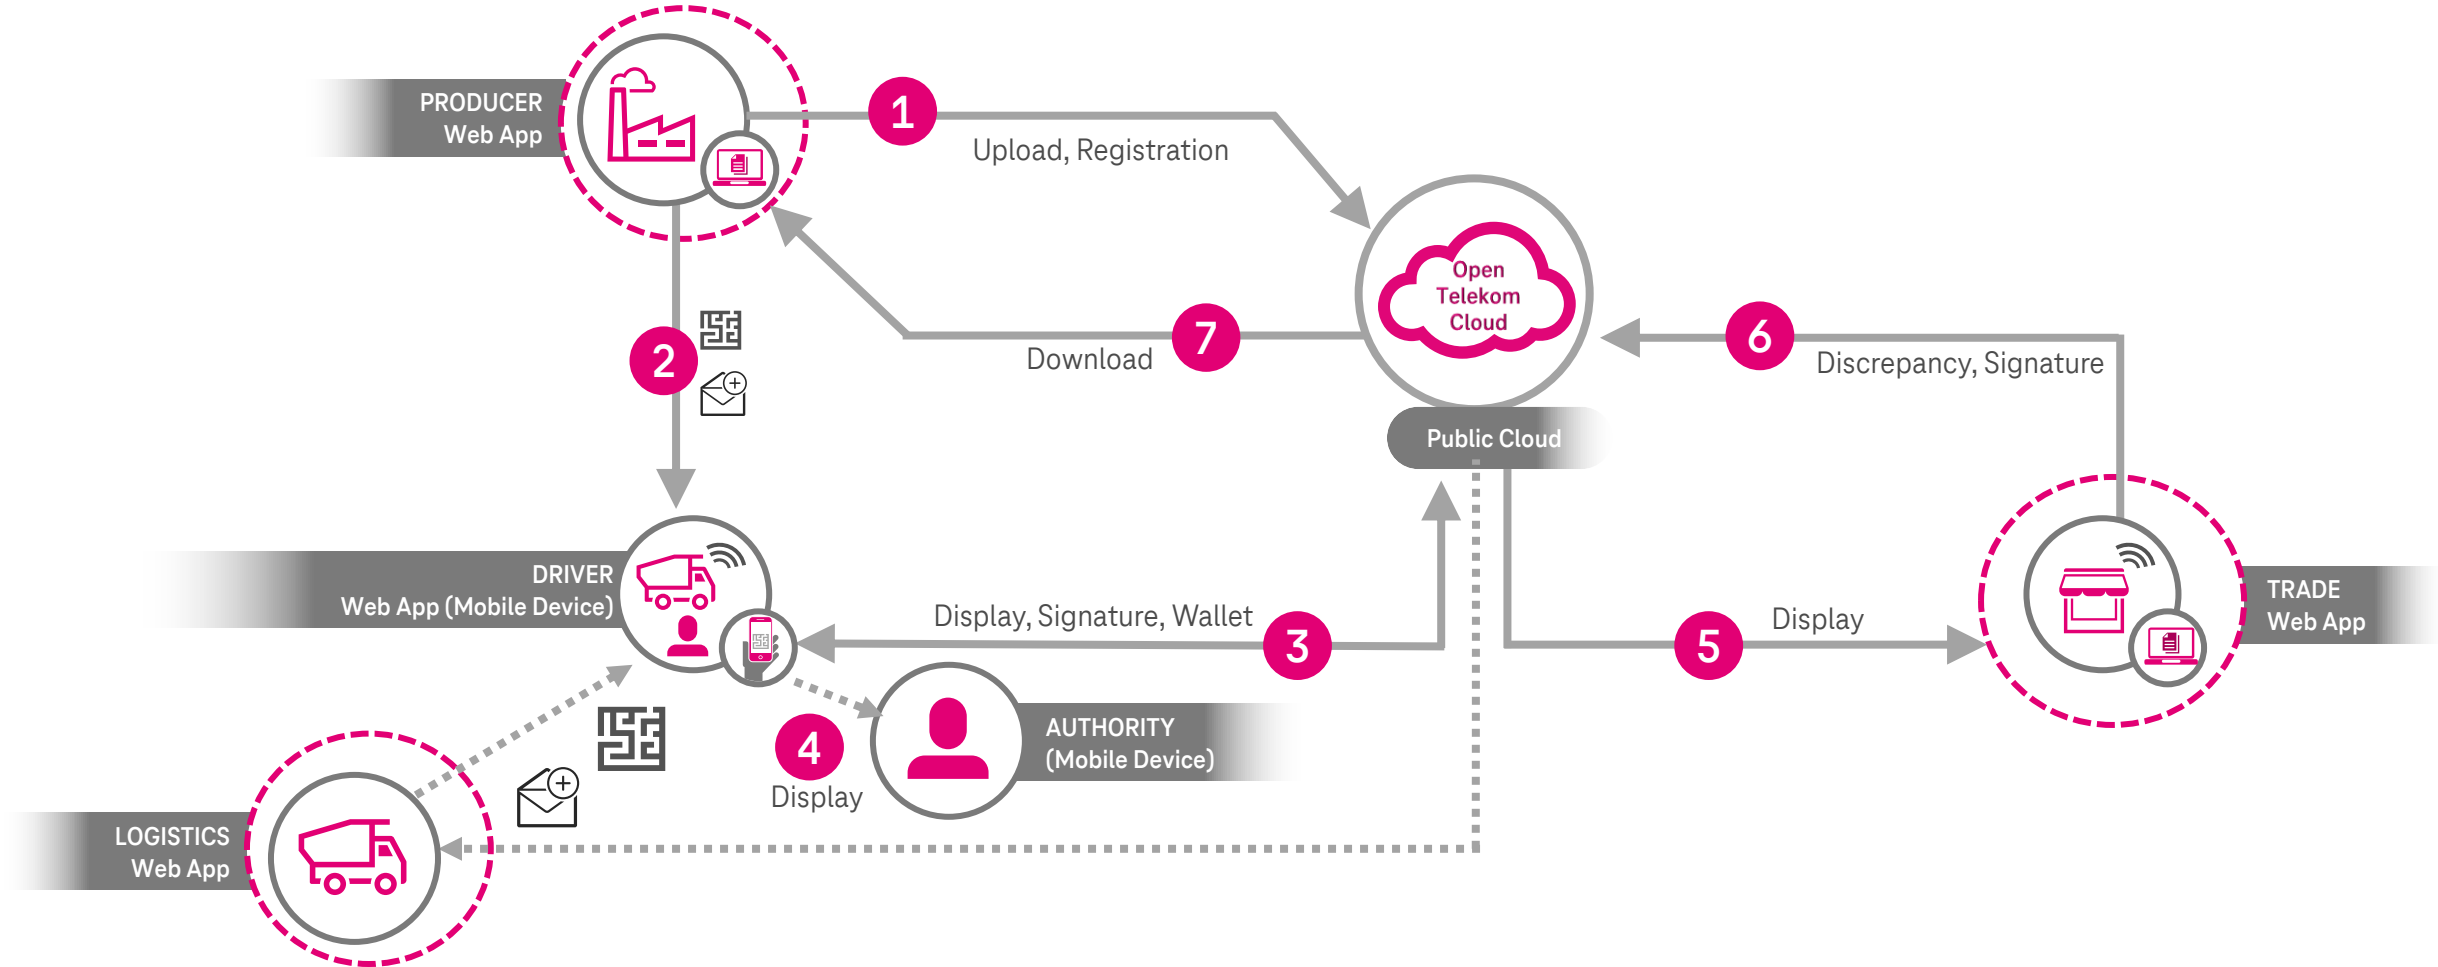 PRODUCER
Web App
1
Upload, Registration
Open
Telekom
Cloud
Public Cloud
7
Download
2
6
Discrepancy, Signature
DRIVER
Web App (Mobile Device)
Display, Signature, Wallet
3
5
Display
TRADE
Web App
4
Display
AUTHORITY
(Mobile Device)
LOGISTICS
Web App